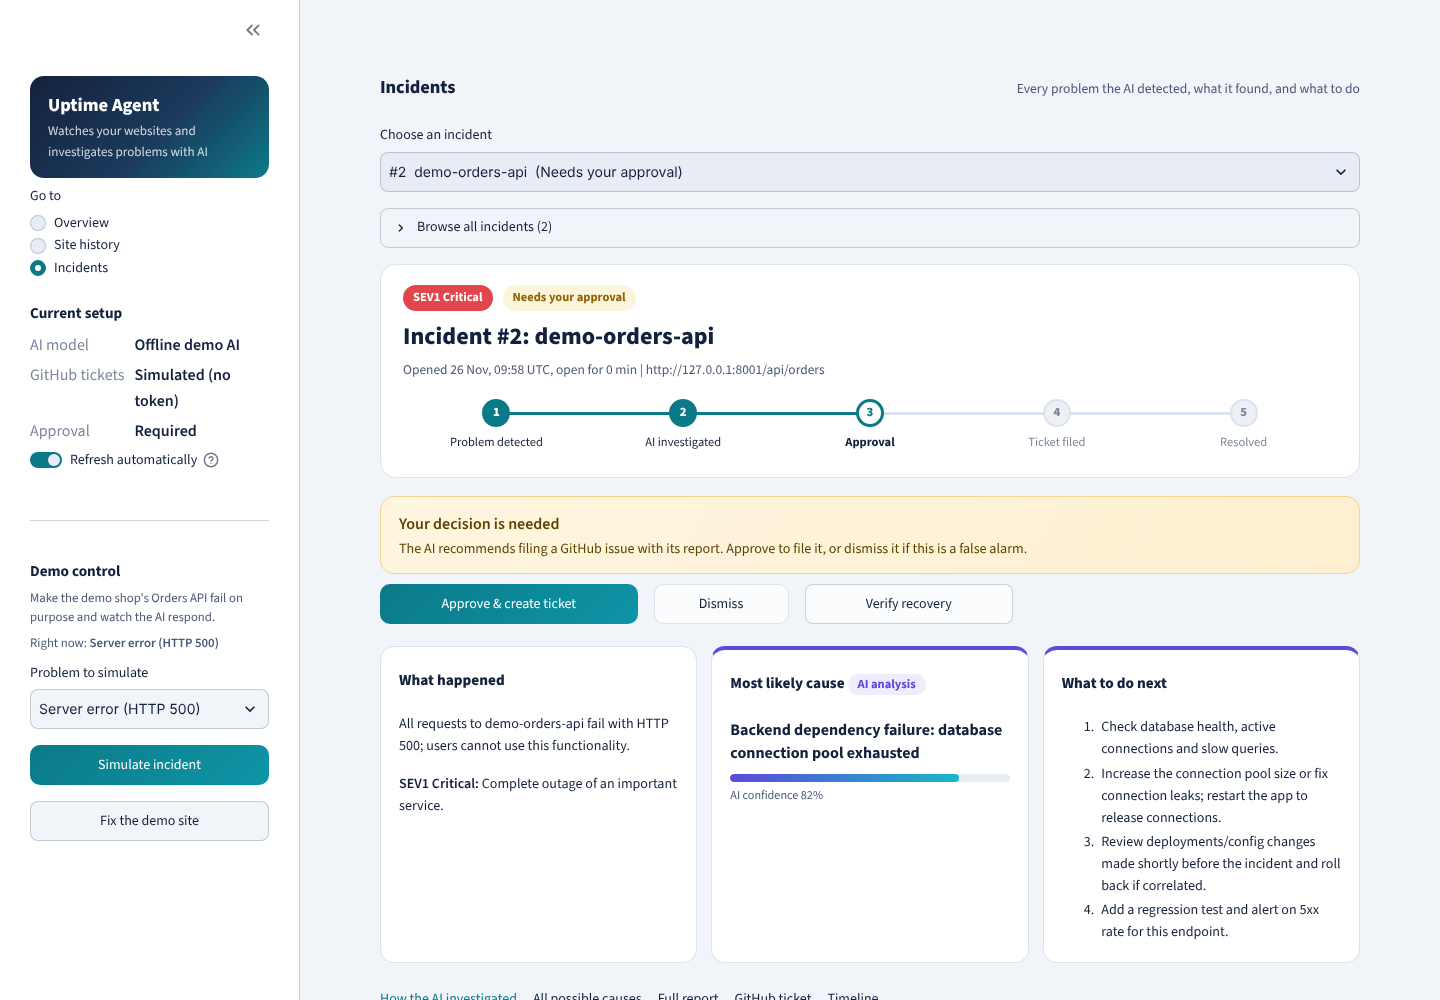 Uptime Agent
Watches your websites and
investigates problems with AI
Go to
Overview
Site history
Incidents
Current setup
AI model Offline demo AI
GitHub tickets Simulated (no
token)
Approval Required
Refresh automatically ?
Demo control
Make the demo shop's Orders API fail on
purpose and watch the AI respond.
Right now: Server error (HTTP 500)
Problem to simulate
Server error (HTTP 500)
Simulate incident
Fix the demo site
Incidents
Every problem the AI detected, what it found, and what to do
Choose an incident
#2 demo-orders-api (Needs your approval)
Browse all incidents (2)
SEV1 Critical Needs your approval
Incident #2: demo-orders-api
Opened 26 Nov, 09:58 UTC, open for 0 min | http://127.0.0.1:8001/api/orders
1 2 3 4 5
Problem detected AI investigated Approval Ticket filed Resolved
Your decision is needed
The AI recommends filing a GitHub issue with its report. Approve to file it, or dismiss it if this is a false alarm.
Approve & create ticket Dismiss Verify recovery
What happened
All requests to demo-orders-api fail with HTTP
500; users cannot use this functionality.
SEV1 Critical: Complete outage of an important
service.
Most likely cause AI analysis
Backend dependency failure: database
connection pool exhausted
AI confidence 82%
What to do next
1. Check database health, active
connections and slow queries.
2. Increase the connection pool size or fix
connection leaks; restart the app to
release connections.
3. Review deployments/config changes
made shortly before the incident and roll
back if correlated.
4. Add a regression test and alert on 5xx
rate for this endpoint.
How the AI investigated All possible causes Full report GitHub ticket Timeline